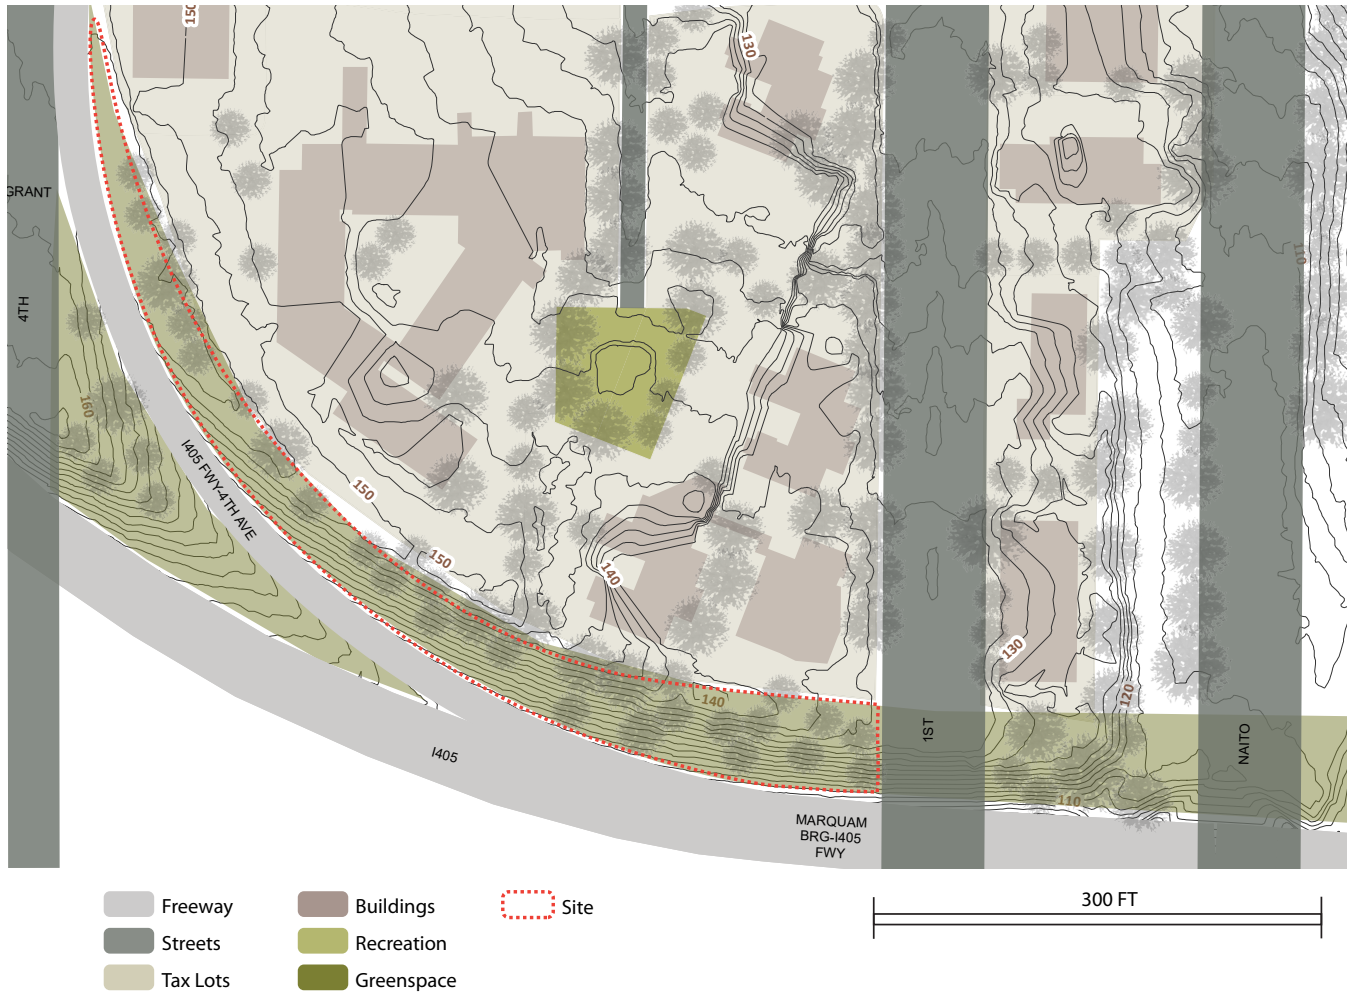 150
130
GRANT
110
4TH
160
I405 FWY-4TH AVE
150
150
140
130
140
120
1ST
NAITO
I405
110
MARQUAM
BRG-I405
FWY
Freeway
Buildings
Site
300 FT
Streets
Recreation
Tax Lots
Greenspace